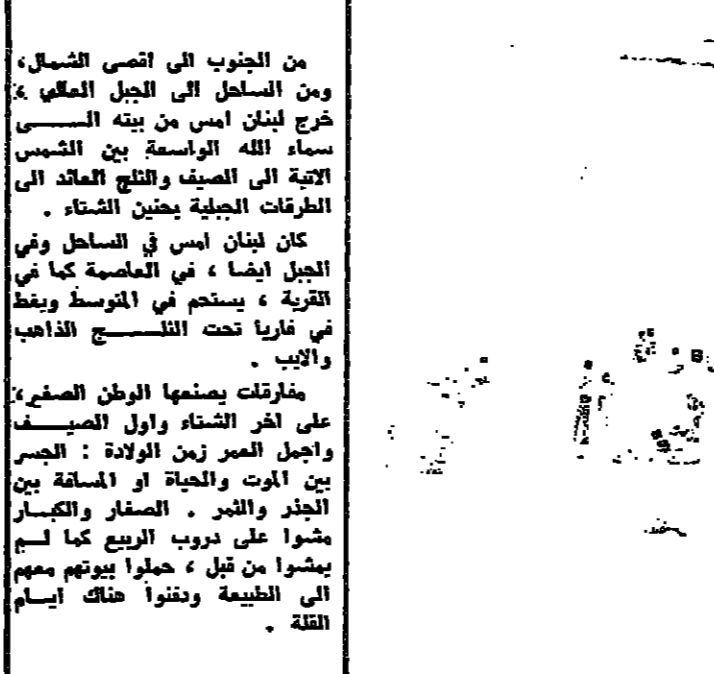 من الجنوب الى اقصى الشمال،
ومن الساحل الى الجبل العالي ،
خرج لبنان امس من بيته الـــــى
سماء الله الواسعة بين الشمس
الاتية الى الصيف والثلج العائد الى
الطرقات الجبلية بحنين الشتاء .
كان لبنان امس في الساحل وفي
الجبل ايضا ، في العاصمة كما في
القرية ، يستحم في المتوسط ويغط
في فاريا تحت الثلـــــج الذاهب
والايب .
مفارقات يصنعها الوطن الصغير،
على اخر الشتاء واول الصيـــف
واجمل العمر زمن الولادة : الجسر
بين الموت والحياة او المسافة بين
الجذر والثمر . الصغار والكبـــار
مشوا على دروب الربيع كما لـــم
يمشوا من قبل ، حملوا بيوتهم معهم
الى الطبيعة ودفنوا هناك ايـــام
القلة .